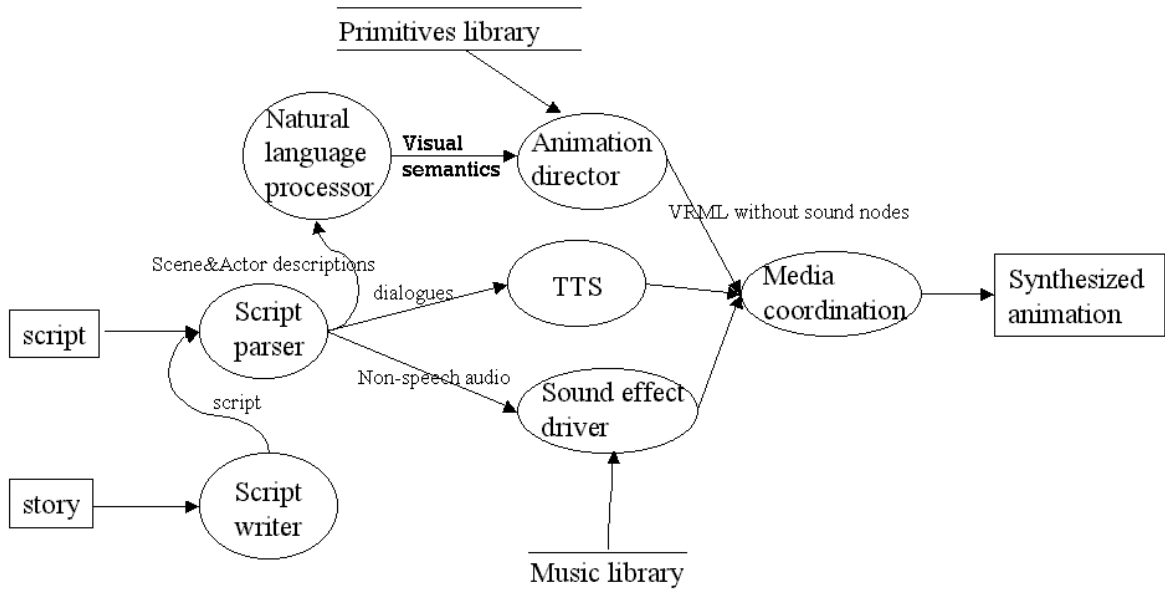 Primitives library
Natural
language
processor
Visual
semantics
Animation
director
VRML without sound nodes
Scene&Actor descriptions
dialogues
TTS
Media
coordination
Synthesized
animation
script
Script
parser
Non-speech audio
script
Sound effect
driver
story
Script
writer
Music library